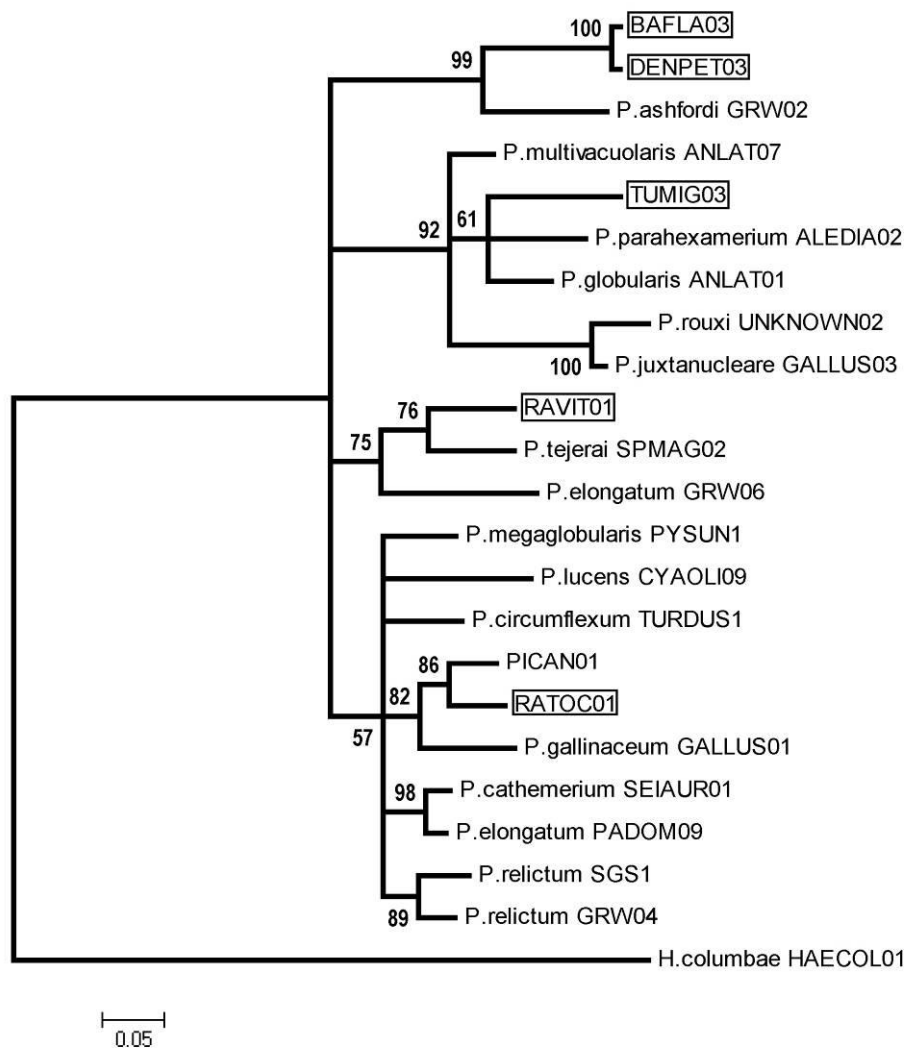 100
BAFLA03
99
DENPET03
P.ashfordi GRW02
P.multivacuolaris ANLAT07
TUMIG03
92
61
P.parahexamerium ALEDIA02
P.globularis ANLAT01
P.rouxi UNKNOWN02
100
P.juxtanucleare GALLUS03
76
RAVIT01
75
P.tejerai SPMAG02
P.elongatum GRW06
P.megaglobularis PYSUN1
P.lucens CYAOLI09
P.circumflexum TURDUS1
86
PICAN01
82
RATOC01
57
P.gallinaceum GALLUS01
98
P.cathemerium SEIAUR01
P.elongatum PADOM09
P.relictum SGS1
89
P.relictum GRW04
H.columbae HAECOL01
0.05